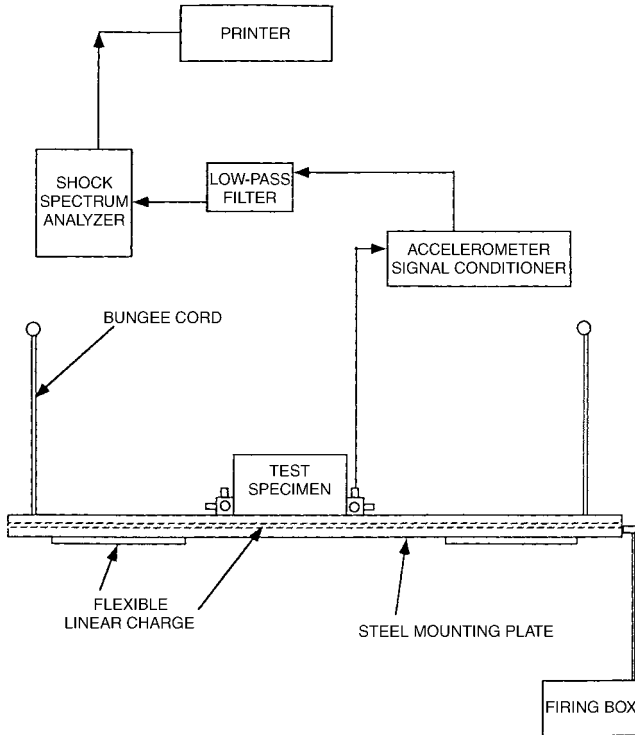 PRINTER
SHOCK
SPECTRUM
ANALYZER
LOW-PASS
FILTER
ACCELEROMETER
SIGNAL CONDITIONER
BUNGEE CORD
TEST
SPECIMEN
FLEXIBLE
LINEAR CHARGE
STEEL MOUNTING PLATE
FIRING BOX